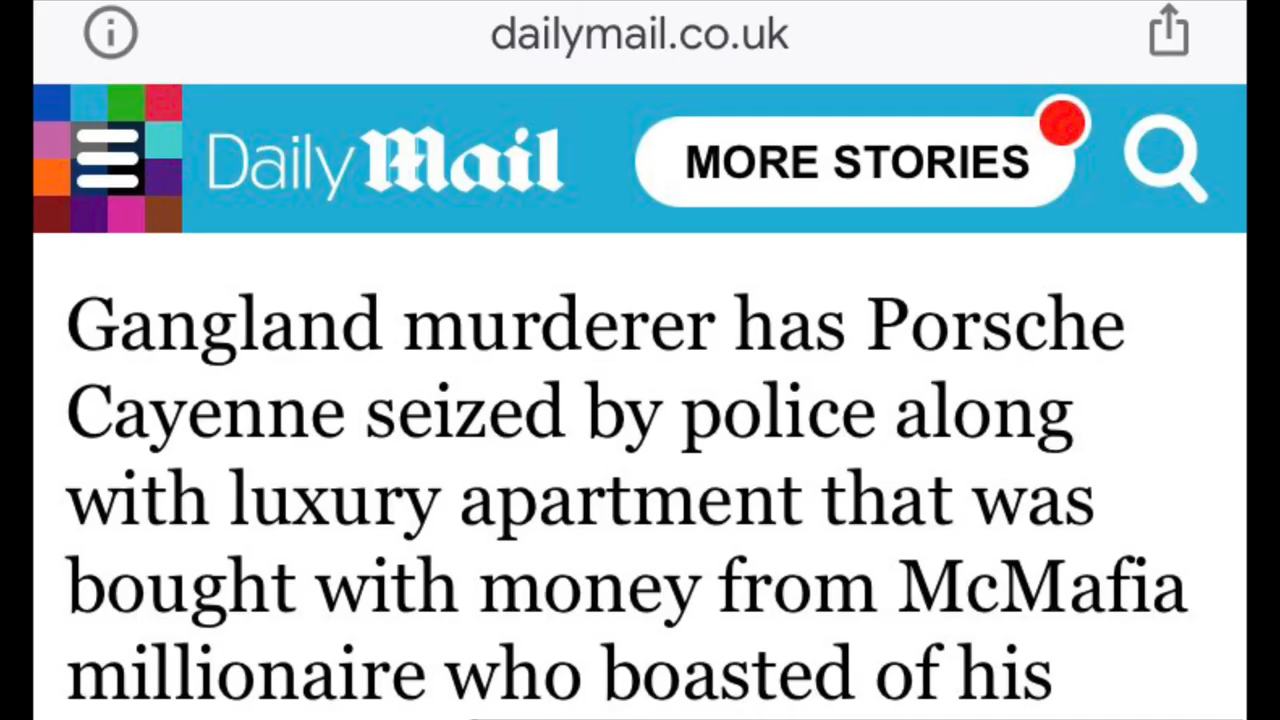 dailymail.co.uk
Daily Mail
MORE STORIES
Gangland murderer has Porsche
Cayenne seized by police along
with luxury apartment that was
bought with money from McMafia
millionaire who boasted of his